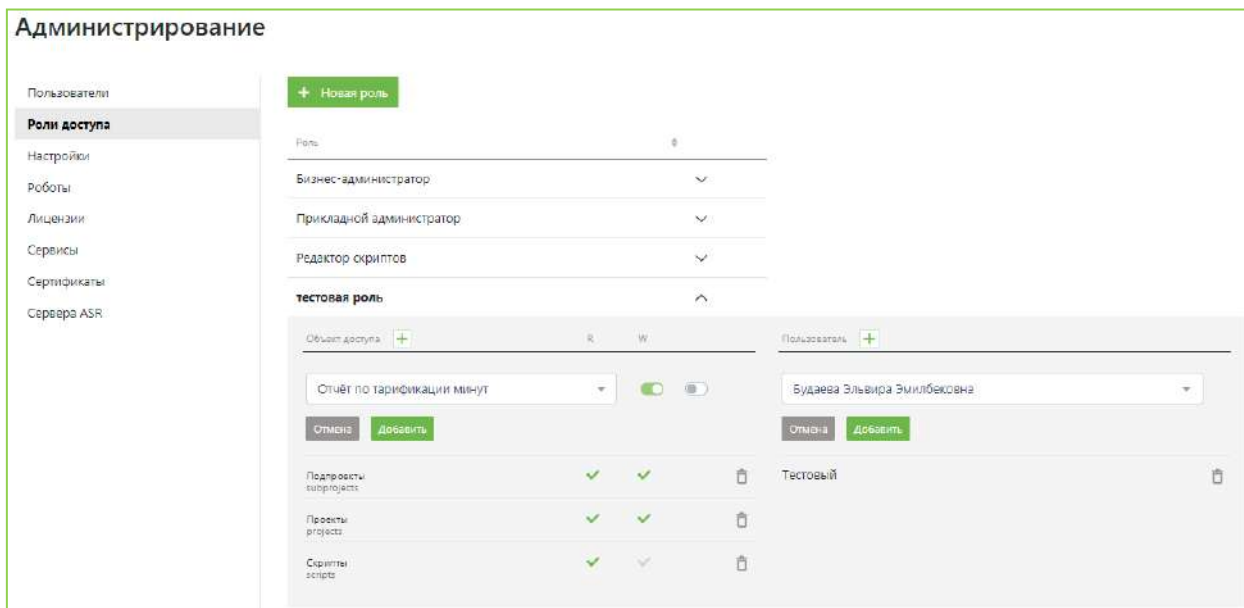 Администрирование
Пользователи
Роли доступа
Настройки
Роботы
Лицензии
Сервисы
Сертификаты
Сервера ASR
+ Новая роль
Роль
Бизнес-администратор
Прикладной администратор
Редактор скриптов
тестовая роль
Объект доступа + R W
Отчёт по тарификации минут
Отмена Добавить
Подпроекты
subprojects
Проекты
projects
Скрипты
scripts
Пользователь +
Будаева Эльвира Эмилбековна
Отмена Добавить
Тестовый